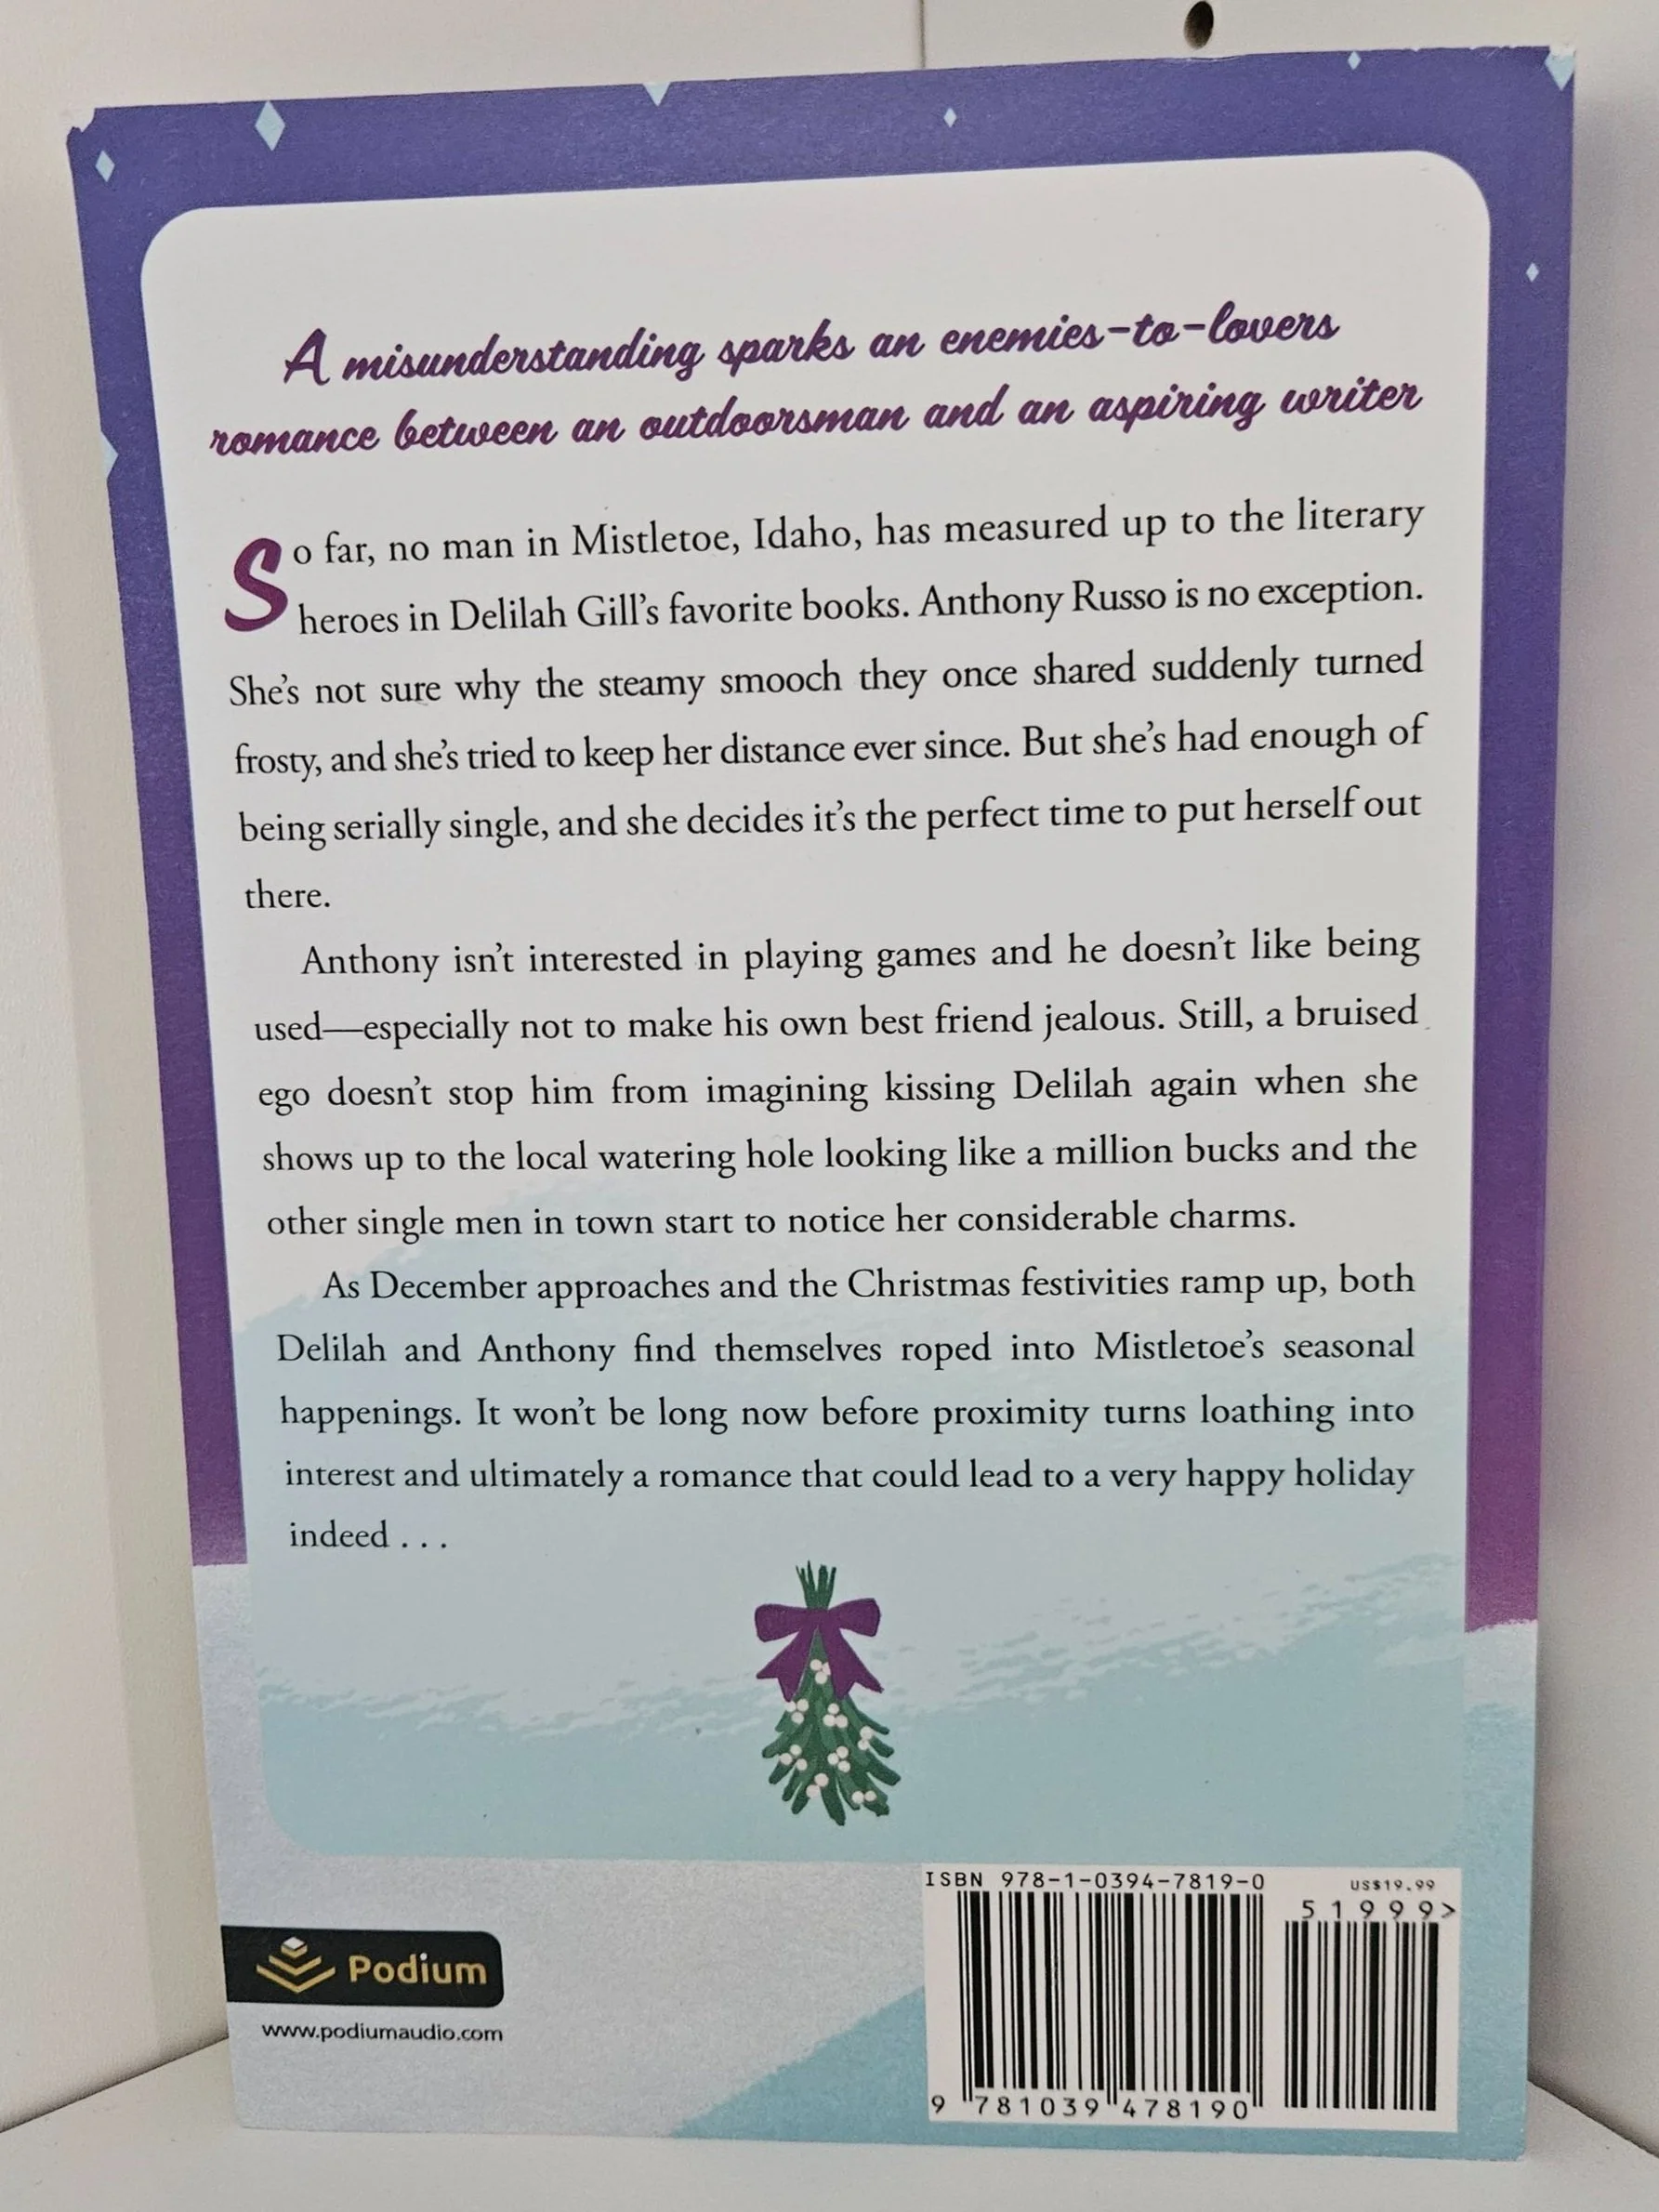 A misunderstanding sparks an enemies-to-lovers
romance between an outdoorsman and an aspiring writer
So far, no man in Mistletoe, Idaho, has measured up to the literary
heroes in Delilah Gill’s favorite books. Anthony Russo is no exception.
She’s not sure why the steamy smooch they once shared suddenly turned
frosty, and she’s tried to keep her distance ever since. But she’s had enough of
being serially single, and she decides it’s the perfect time to put herself out
there.
Anthony isn’t interested in playing games and he doesn’t like being
used—especially not to make his own best friend jealous. Still, a bruised
ego doesn’t stop him from imagining kissing Delilah again when she
shows up to the local watering hole looking like a million bucks and the
other single men in town start to notice her considerable charms.
As December approaches and the Christmas festivities ramp up, both
Delilah and Anthony find themselves roped into Mistletoe’s seasonal
happenings. It won’t be long now before proximity turns loathing into
interest and ultimately a romance that could lead to a very happy holiday
indeed . . .
ISBN 978-1-0394-7819-0
US$19.99
51999>
9 781039 478190
Podium
www.podiumaudio.com